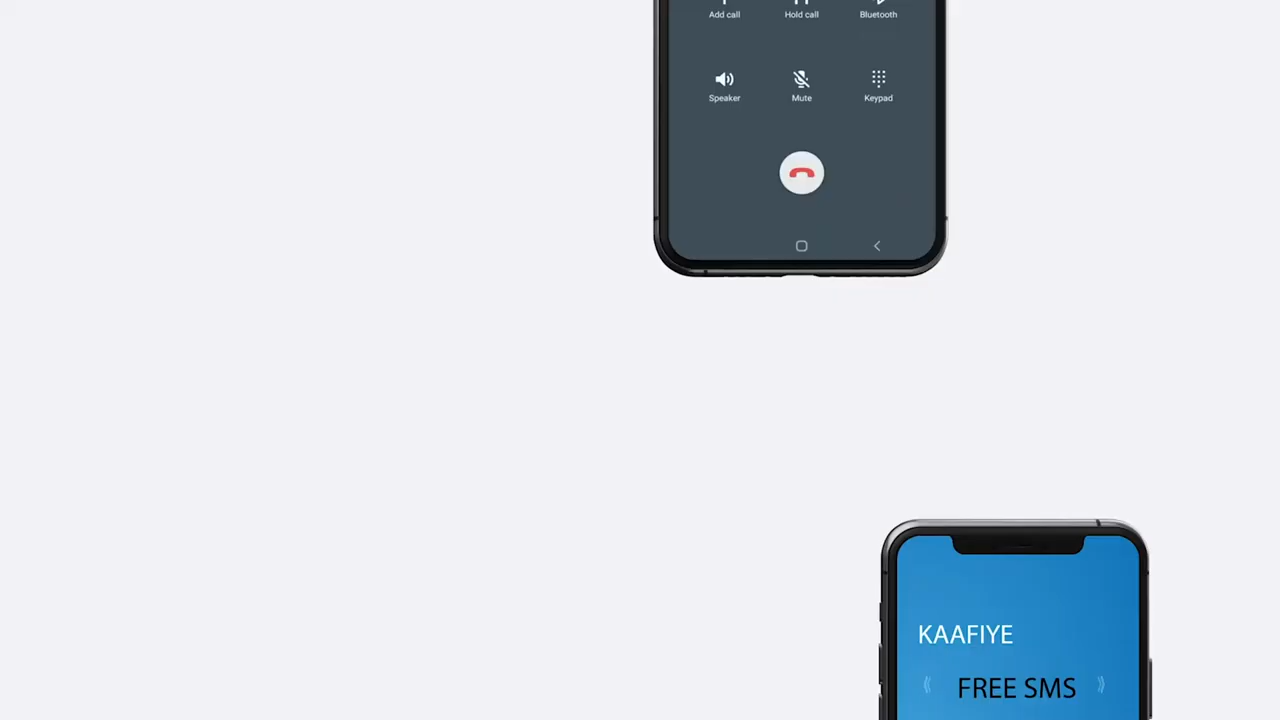 Add call Hold call Bluetooth
Speaker Mute Keypad
KAAFIYE
FREE SMS